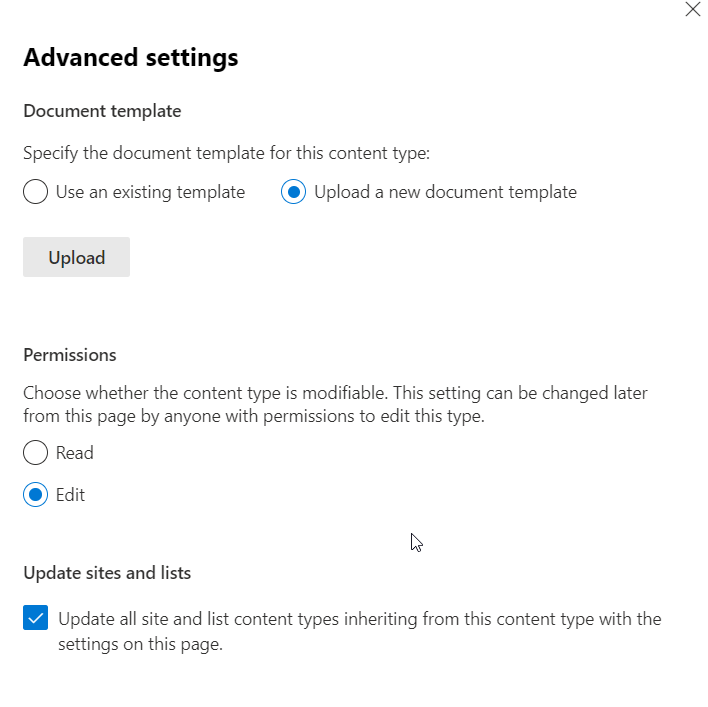 Advanced settings
Document template
Specify the document template for this content type:
Use an existing template
Upload a new document template
Upload
Permissions
Choose whether the content type is modifiable. This setting can be changed later
from this page by anyone with permissions to edit this type.
Read
Edit
Update sites and lists
Update all site and list content types inheriting from this content type with the
settings on this page.